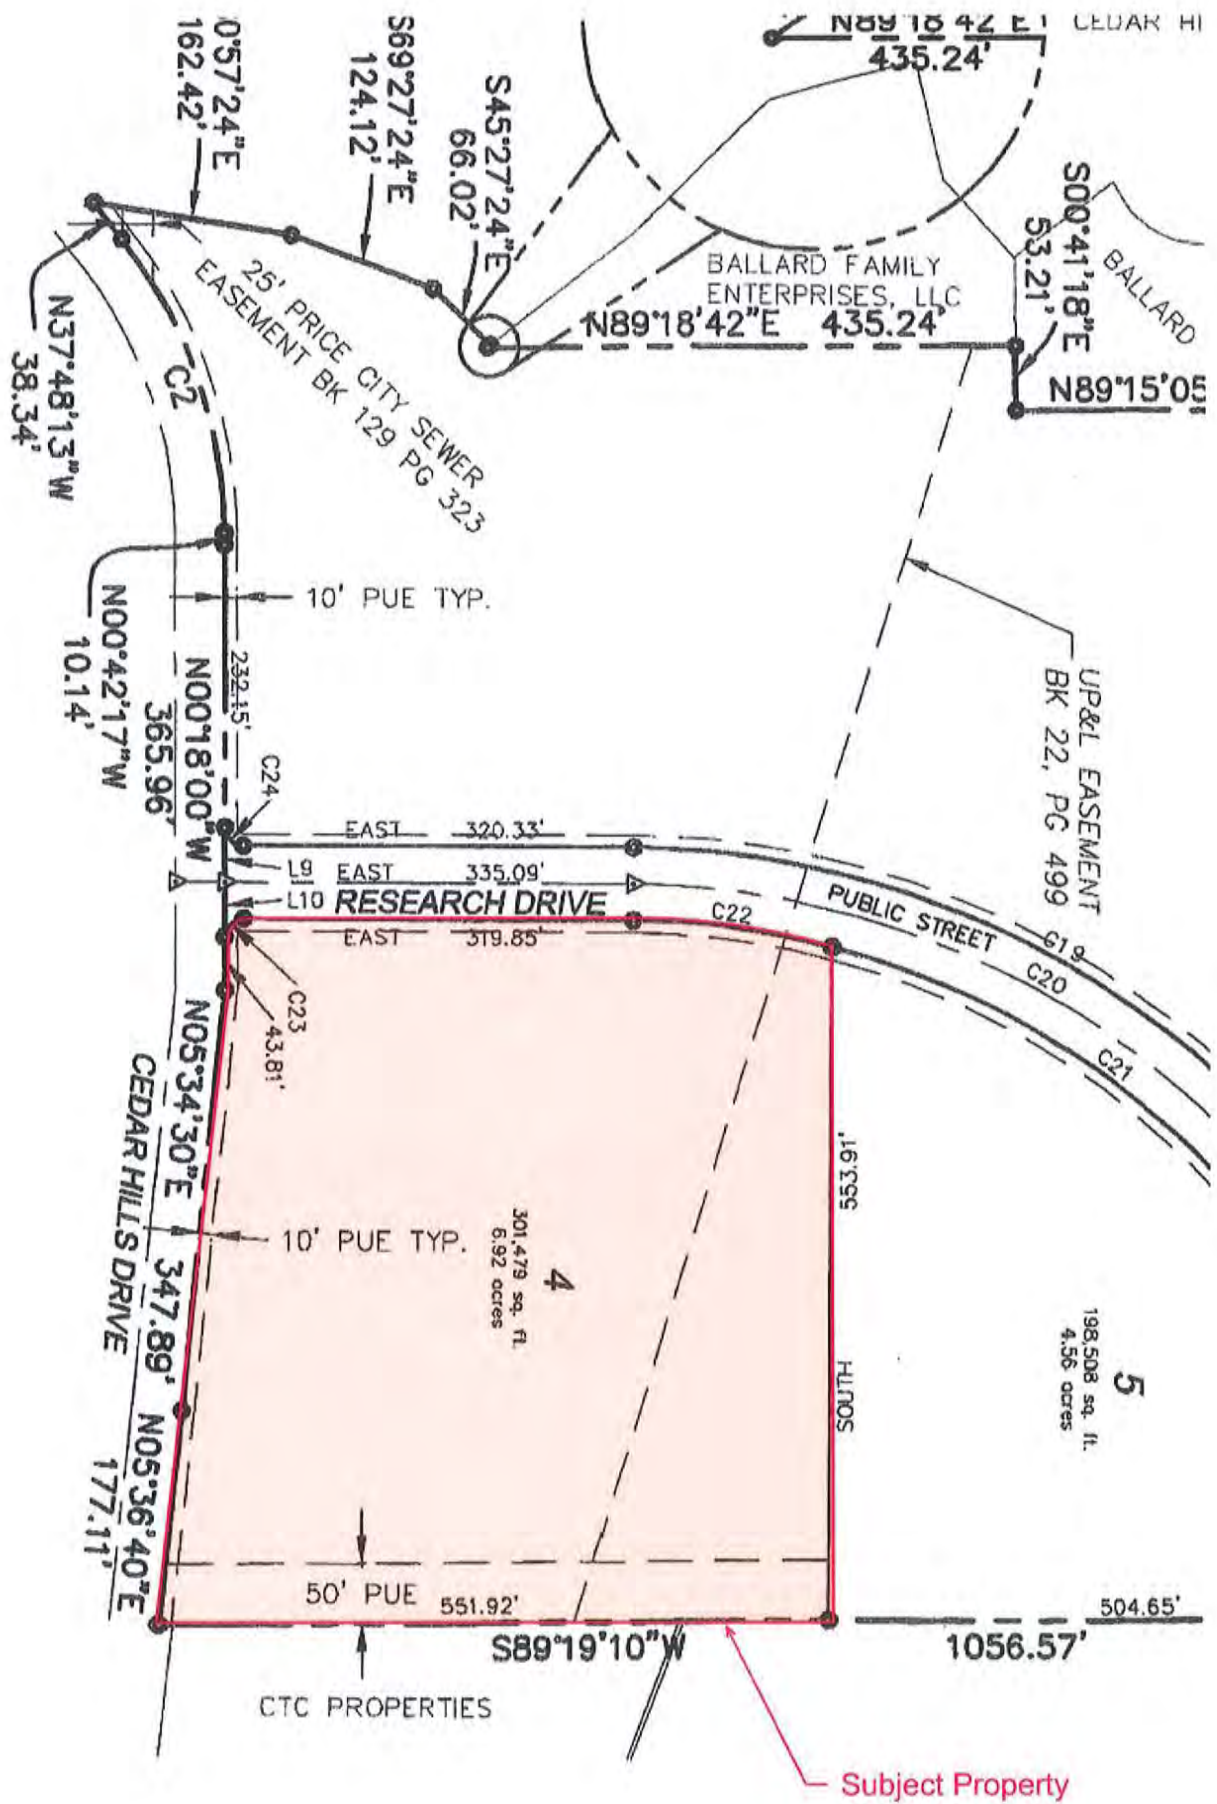 N89°18'42"E
435.24'
CEDAR HI
0°57'24"E
162.42'
S69°27'24"E
124.12'
S45°27'24"E
66.02'
S00°41'18"E
53.21'
BALLARD
BALLARD FAMILY
ENTERPRISES, LLC
N89°18'42"E 435.24'
N89°15'05
25' PRICE CITY SEWER
EASEMENT BK 129 PG 323
C2
N37°48'13"W
38.34'
10' PUE TYP.
N00°42'17"W
10.14'
232.15'
N00°18'00"W
365.96'
UP&L EASEMENT
BK 22, PG 499
C24
EAST 320.33'
L9 EAST 335.09'
L10 RESEARCH DRIVE
EAST 319.85'
C22
PUBLIC STREET
C19
C20
C21
C23
43.81'
N05°34'30"E 347.89'
CEDAR HILLS DRIVE
10' PUE TYP.
4
301,479 sq. ft.
6.92 acres
553.91'
SOUTH
5
198,508 sq. ft.
4.56 acres
N05°36'40"E
177.11'
50' PUE
551.92'
504.65'
S89°19'10"W
1056.57'
CTC PROPERTIES
Subject Property